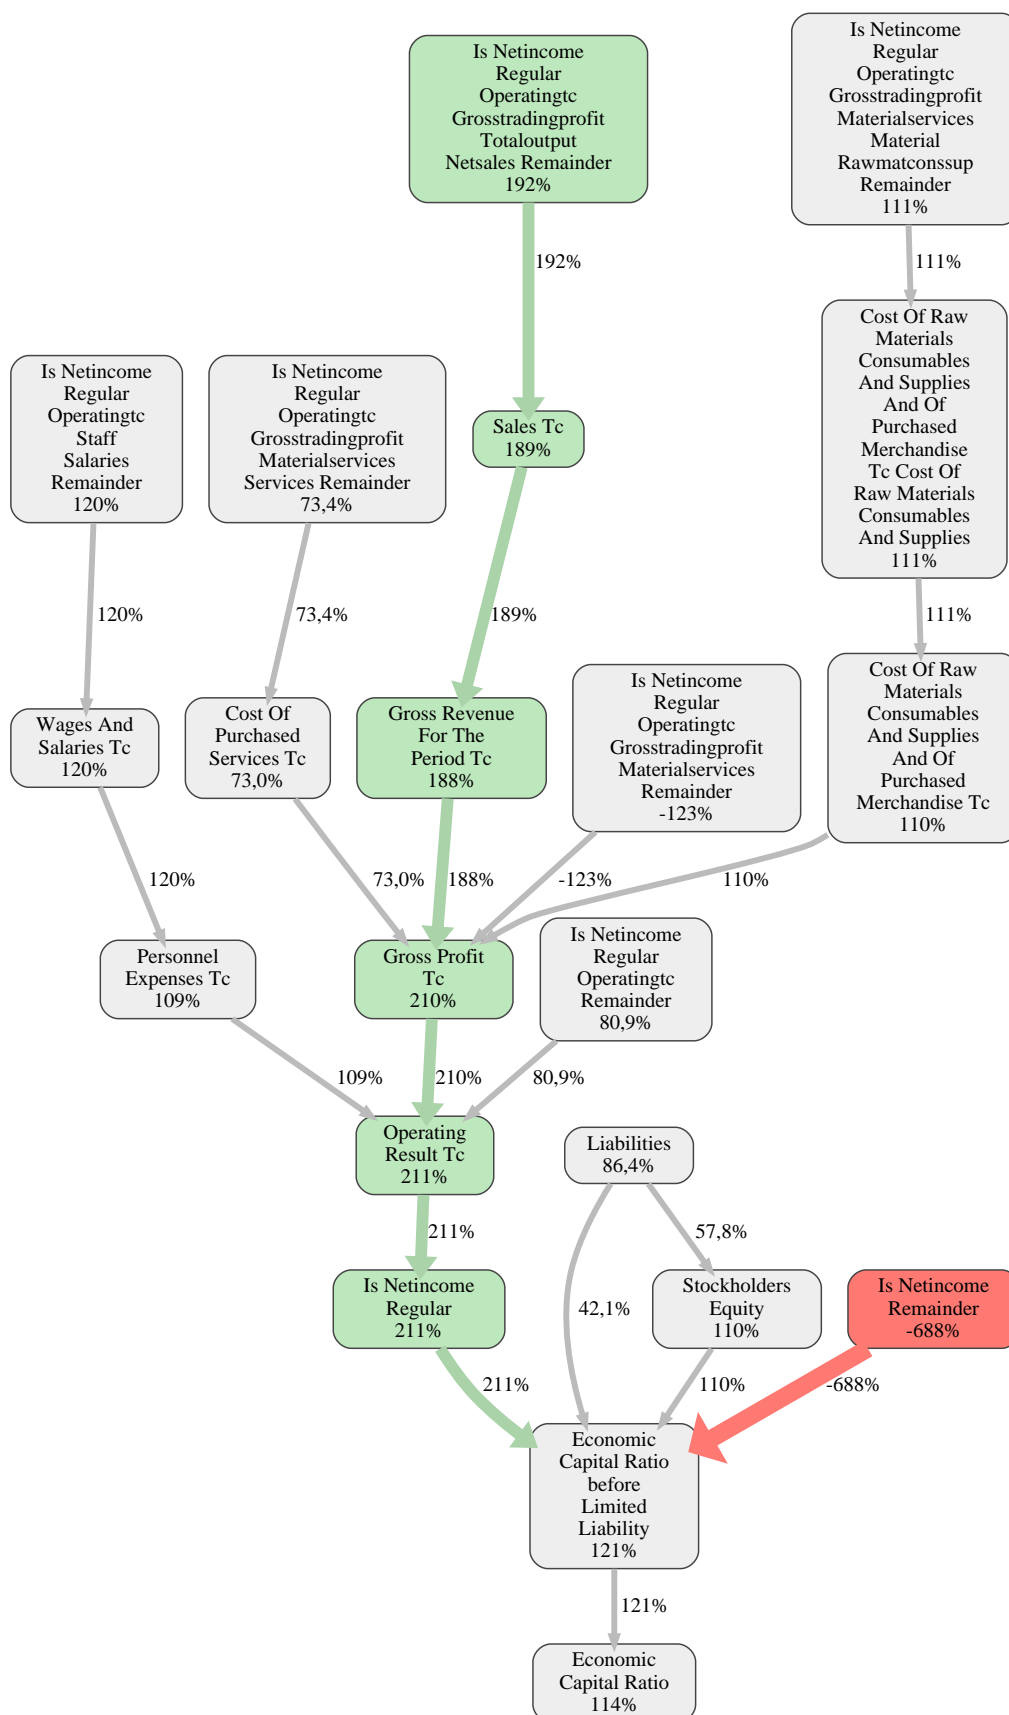 Is Netincome
Regular
Operatingtc
Grosstradingprofit
Totaloutput
Netsales Remainder
192%
Is Netincome
Regular
Operatingtc
Grosstradingprofit
Materialservices
Material
Rawmatconssup
Remainder
111%
192%
111%
Cost Of Raw
Materials
Consumables
And Supplies
And Of
Purchased
Merchandise
Tc Cost Of
Raw Materials
Consumables
And Supplies
111%
Is Netincome
Regular
Operatingtc
Staff
Salaries
Remainder
120%
Is Netincome
Regular
Operatingtc
Grosstradingprofit
Materialservices
Services Remainder
73,4%
Sales Tc
189%
120%
73,4%
189%
111%
Wages And
Salaries Tc
120%
Cost Of
Purchased
Services Tc
73,0%
Gross Revenue
For The
Period Tc
188%
Is Netincome
Regular
Operatingtc
Grosstradingprofit
Materialservices
Remainder
-123%
Cost Of Raw
Materials
Consumables
And Supplies
And Of
Purchased
Merchandise Tc
110%
120%
73,0%
188%
-123%
110%
Personnel
Expenses Tc
109%
Gross Profit
Tc
210%
Is Netincome
Regular
Operatingtc
Remainder
80,9%
109%
210%
80,9%
Operating
Result Tc
211%
Liabilities
86,4%
211%
57,8%
Is Netincome
Regular
211%
42,1%
Stockholders
Equity
110%
Is Netincome
Remainder
-688%
211%
110%
-688%
Economic
Capital Ratio
before
Limited
Liability
121%
121%
Economic
Capital Ratio
114%